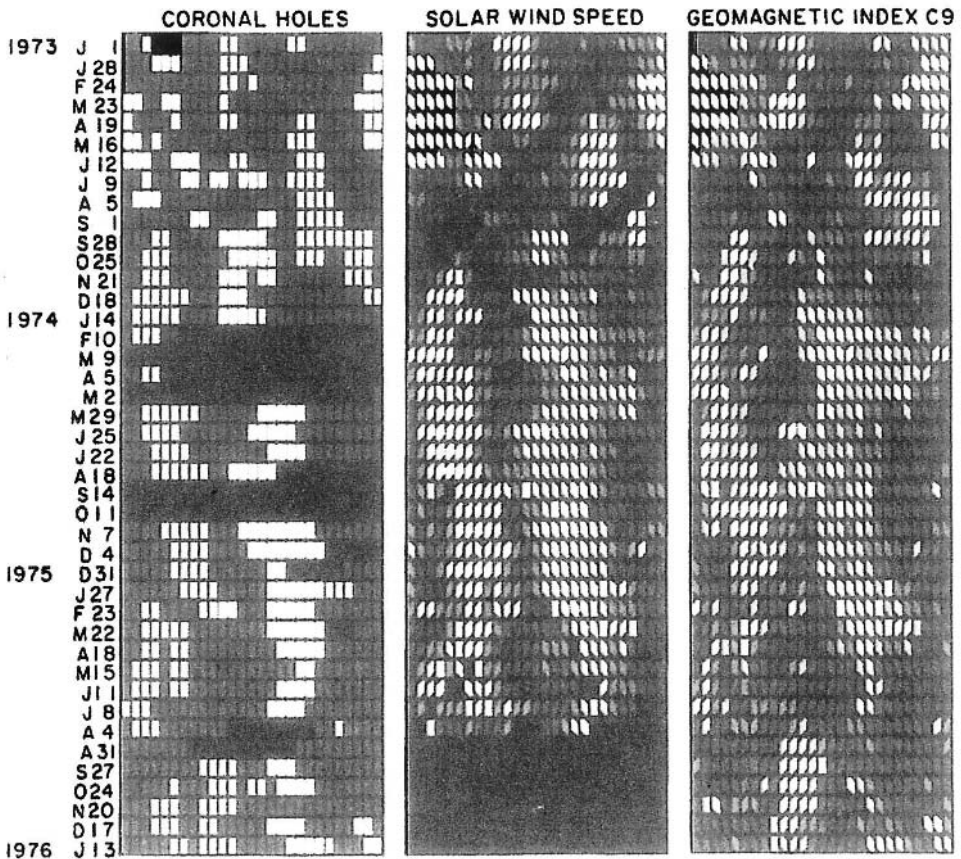 CORONAL HOLES SOLAR WIND SPEED GEOMAGNETIC INDEX C9
1973 J 1
J 28
F 24
M 23
A 19
M 16
J 12
J 9
A 5
S 1
S 28
O 25
N 21
D 18
1974 J 14
F 10
M 9
A 5
M 2
M 29
J 25
J 22
A 18
S 14
O 11
N 7
D 4
1975 D 31
J 27
F 23
M 22
A 18
M 15
J 11
J 8
A 4
A 31
S 27
O 24
N 20
D 17
1976 J 13